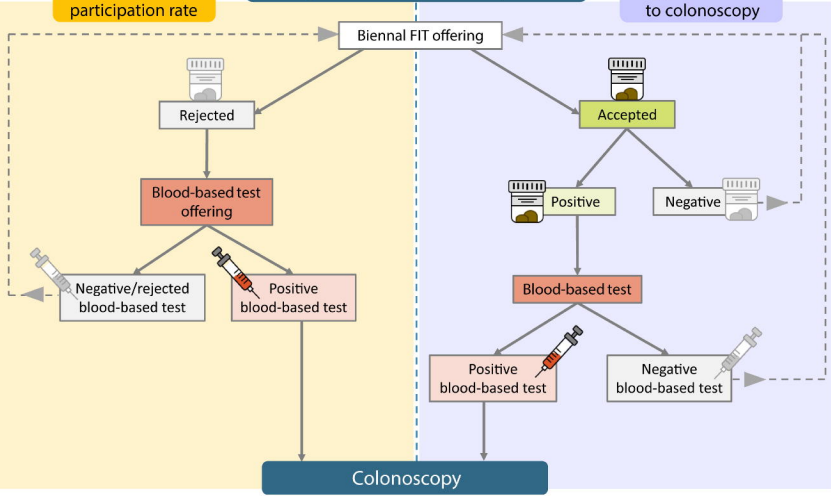 participation rate
to colonoscopy
Biennal FIT offering
Rejected
Accepted
Blood-based test
offering
Positive
Negative
Negative/rejected
blood-based test
Positive
blood-based test
Blood-based test
Positive
blood-based test
Negative
blood-based test
Colonoscopy